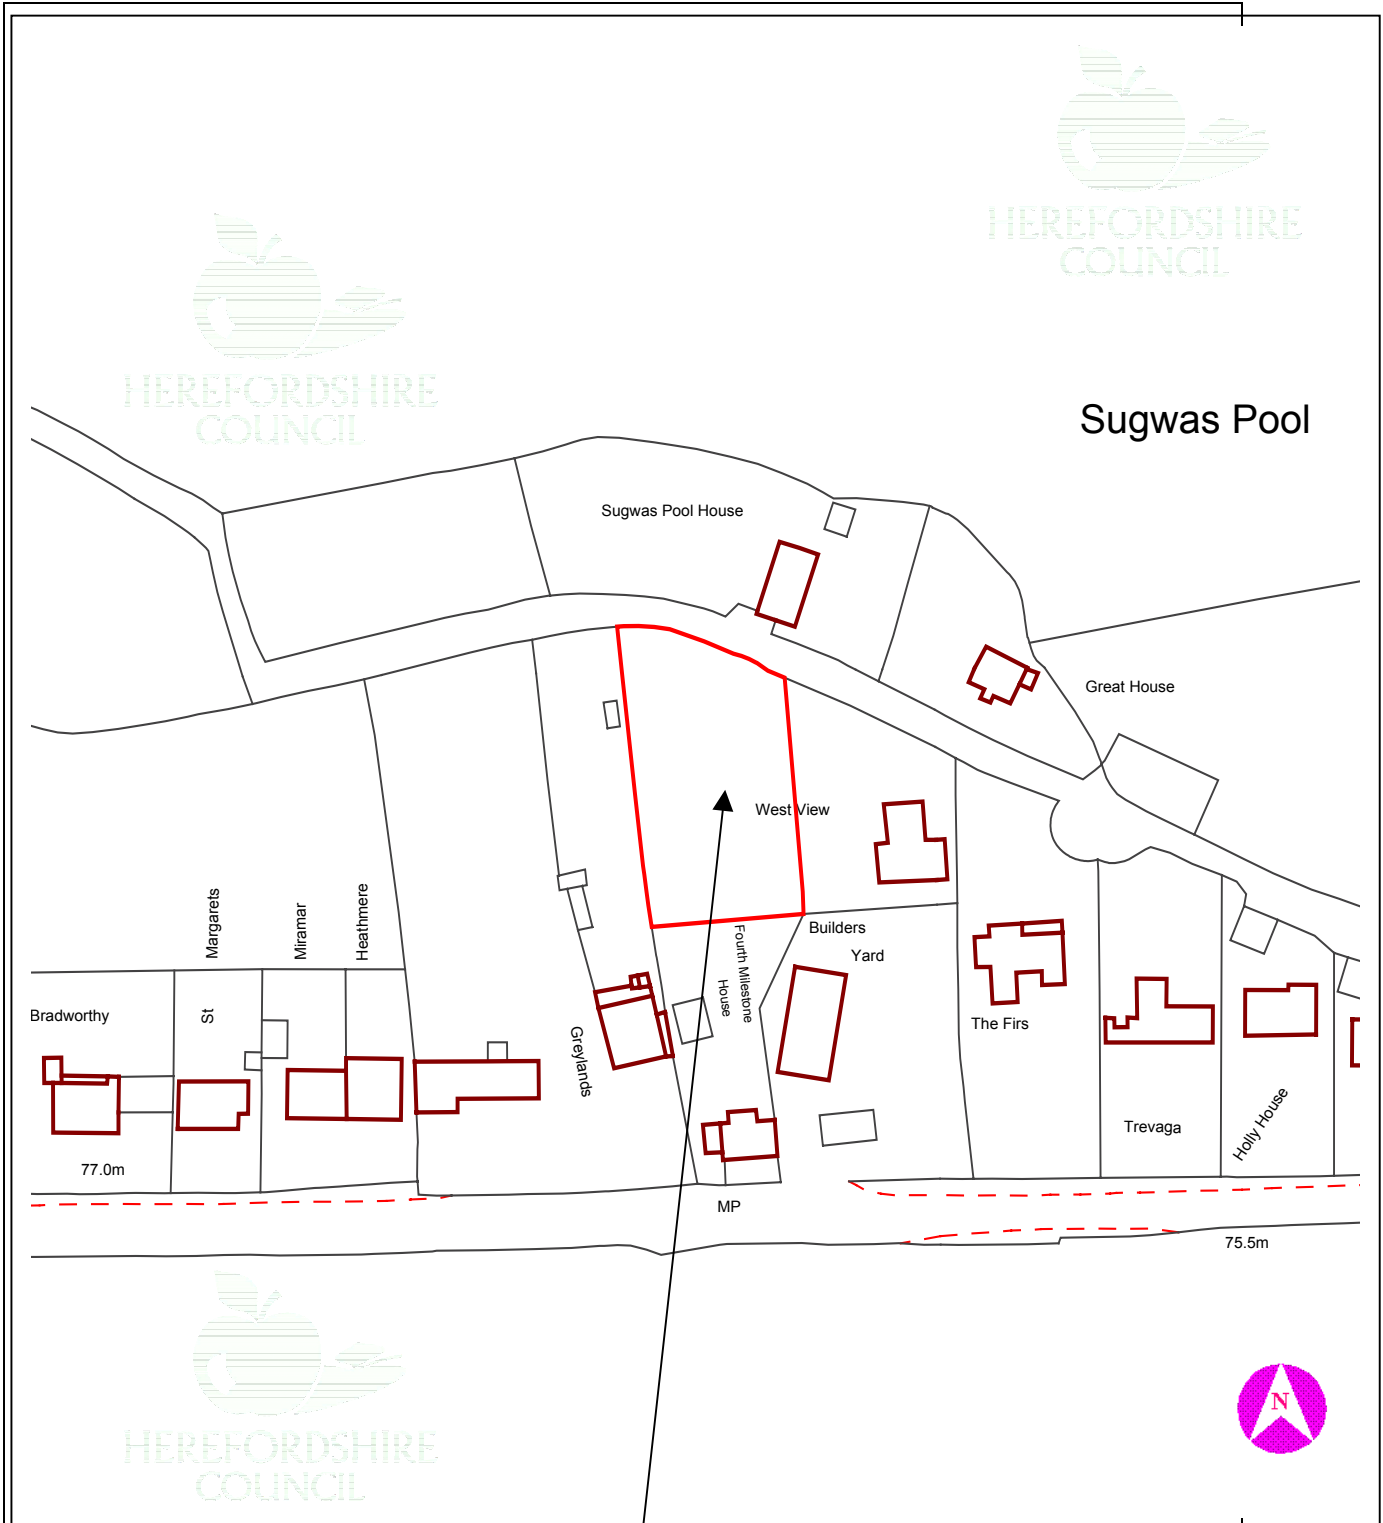 HEREFORDSHIRE
COUNCIL
HEREFORDSHIRE
COUNCIL
Sugwas Pool
Sugwas Pool House
Great House
West View
Margarets
Miramar
Heathmere
Builders
Yard
Fourth Milestone
House
Bradworthy
St
Greylands
The Firs
Trevaga
Holly House
77.0m
MP
75.5m
HEREFORDSHIRE
COUNCIL
N